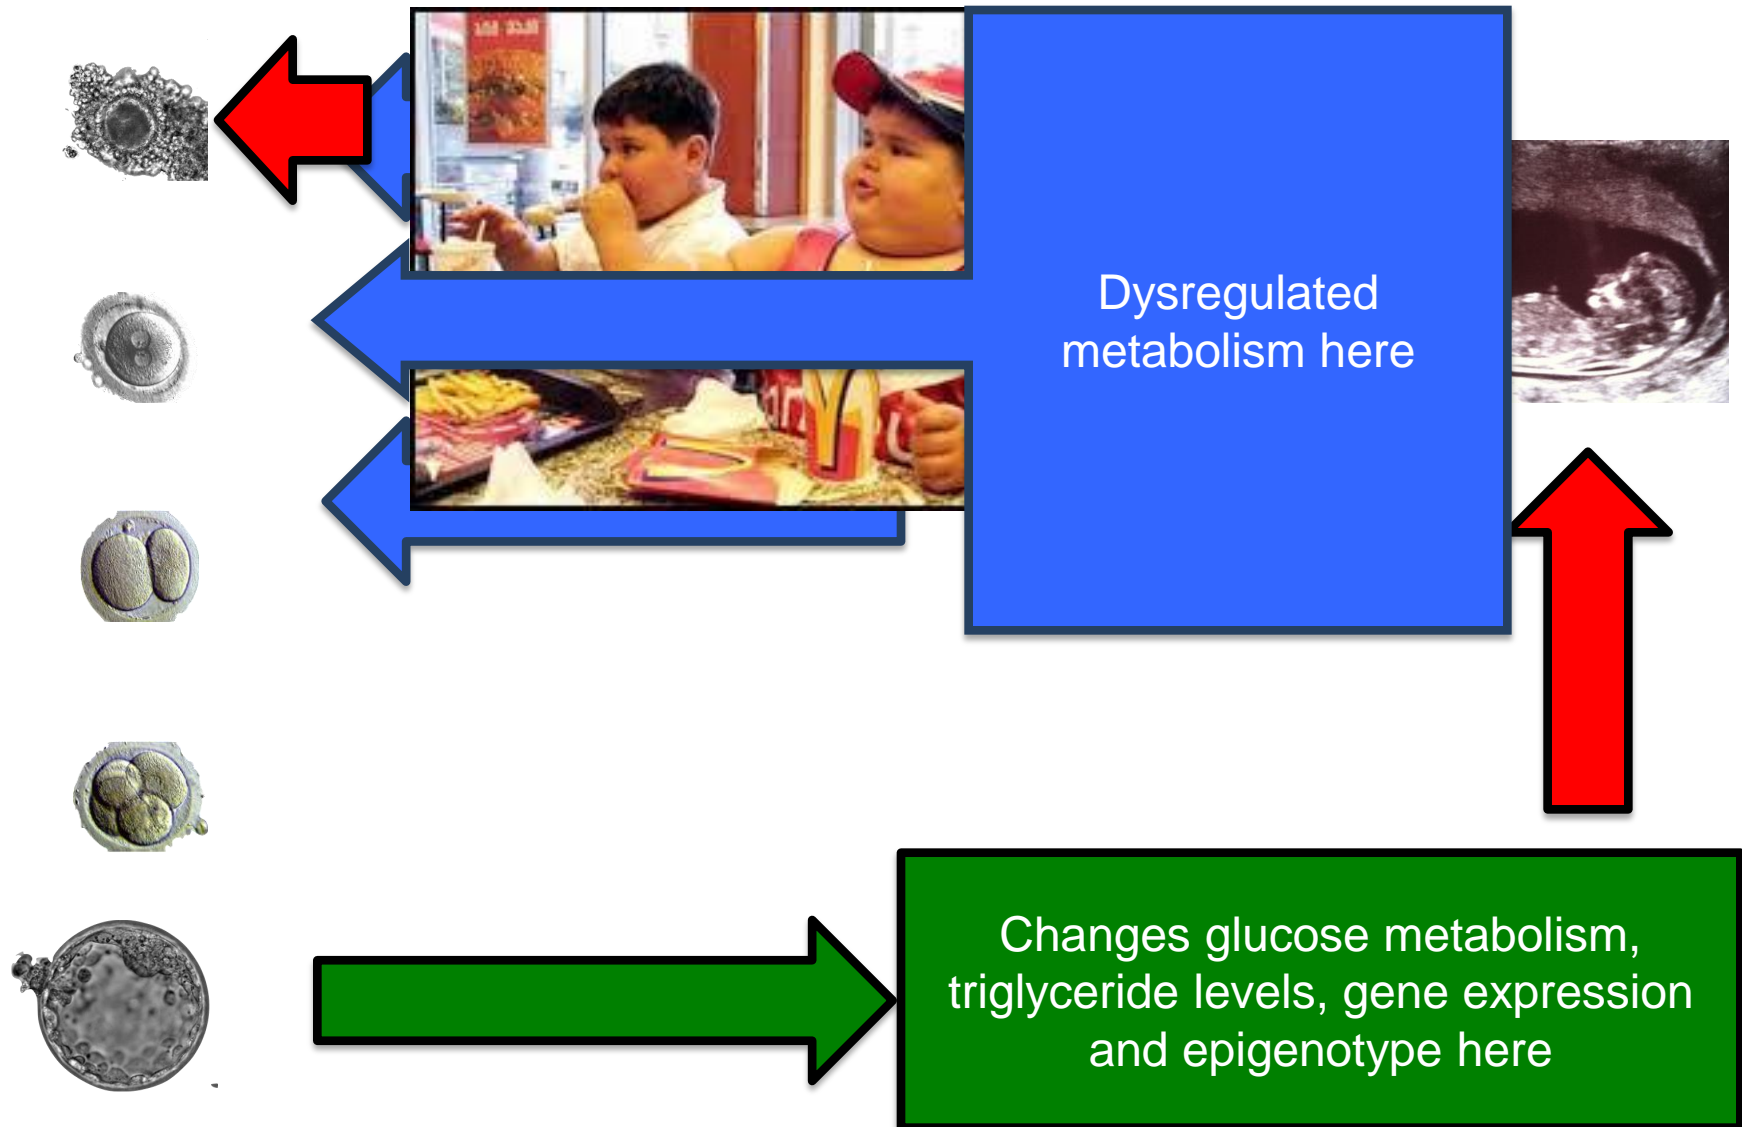 Dysregulated
metabolism here
Changes glucose metabolism,
triglyceride levels, gene expression
and epigenotype here